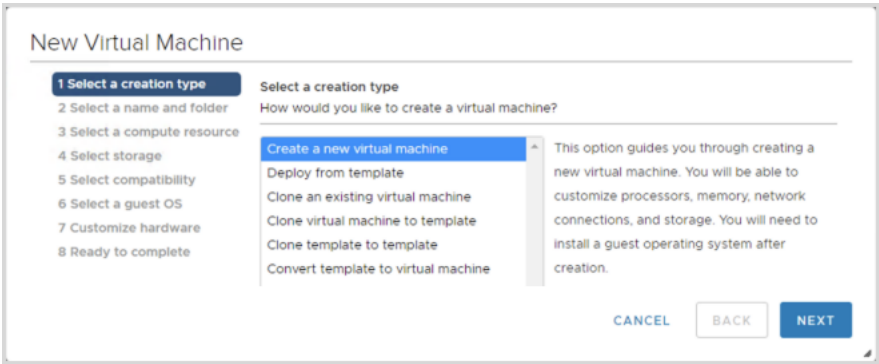 New Virtual Machine
1 Select a creation type
2 Select a name and folder
3 Select a compute resource
4 Select storage
5 Select compatibility
6 Select a guest OS
7 Customize hardware
8 Ready to complete
Select a creation type
How would you like to create a virtual machine?
Create a new virtual machine
Deploy from template
Clone an existing virtual machine
Clone virtual machine to template
Clone template to template
Convert template to virtual machine
This option guides you through creating a
new virtual machine. You will be able to
customize processors, memory, network
connections, and storage. You will need to
install a guest operating system after
creation.
CANCEL
BACK
NEXT